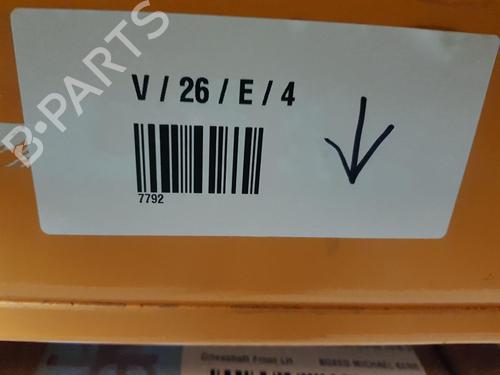 B-PARTS
V / 26 / E / 4
7792
Driveshaft Front LH